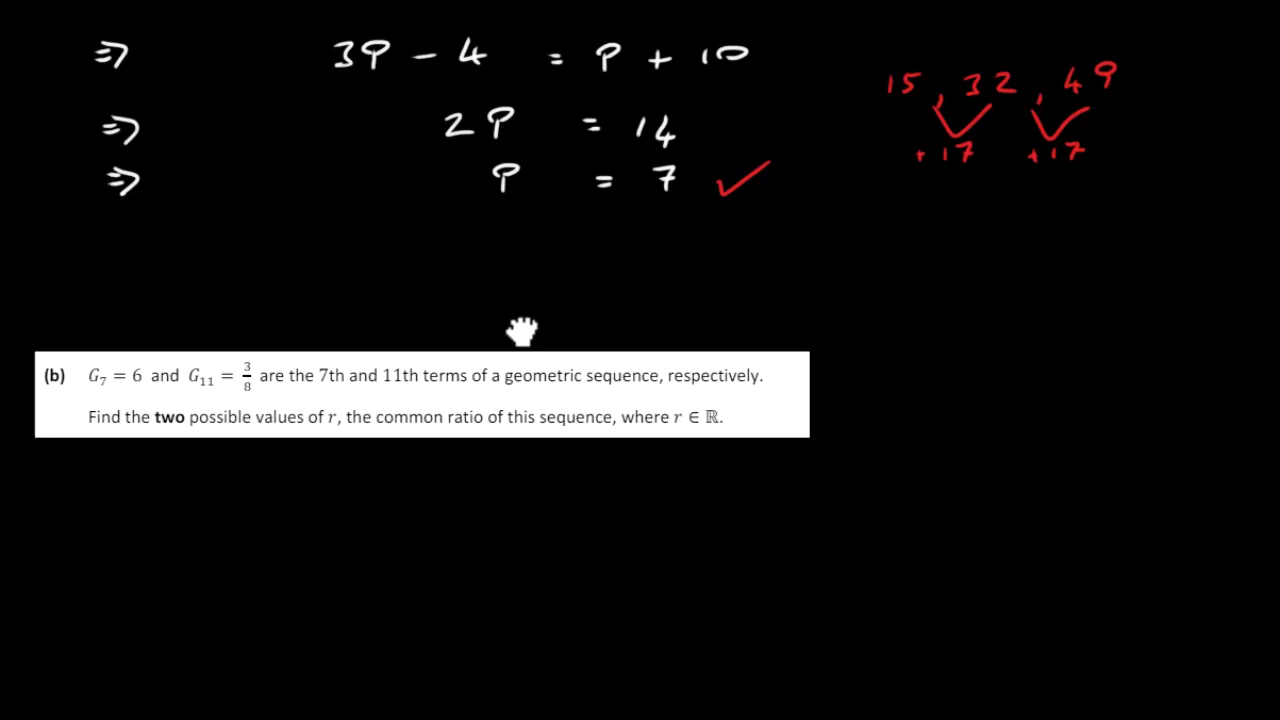 ⇒ 3P - 4 = P + 10
15, 32, 49
⇒ 2P = 14
+17 +17
⇒ P = 7 ✓
(b) G₇ = 6 and G₁₁ = 3/8 are the 7th and 11th terms of a geometric sequence, respectively.
Find the two possible values of r, the common ratio of this sequence, where r ∈ ℝ.